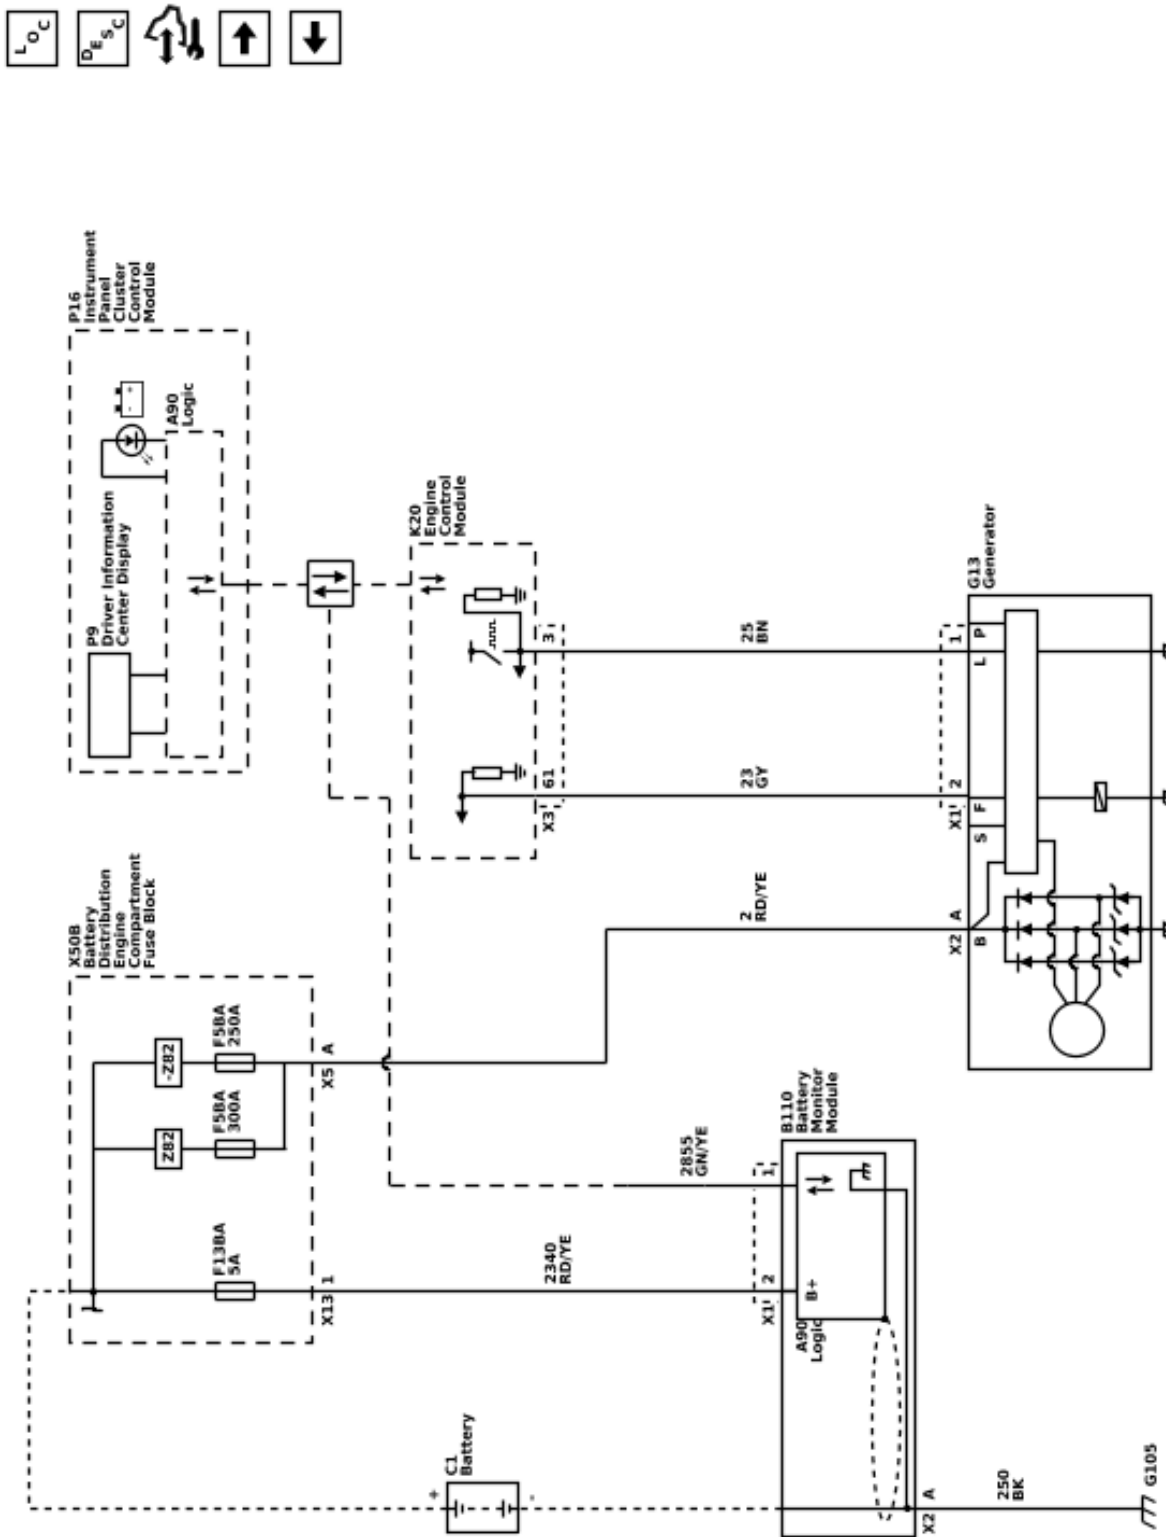 LOC
DESC
P16
Instrument
Panel
Cluster
Control
Module
P9
Driver Information
Center Display
A90
Logic
- +
K20
Engine
Control
Module
X3
61
3
23
GY
25
BN
G13
Generator
X1
2
1
X2
A
B
S
F
L
P
2
RD/YE
X50B
Battery
Distribution
Engine
Compartment
Fuse Block
Z82
-Z82
F13BA
5A
F5BA
300A
F5BA
250A
X13
1
X5
A
2340
RD/YE
2855
GN/YE
B110
Battery
Monitor
Module
X1
2
1
B+
A90
Logic
C1
Battery
+
-
X2
A
250
BK
G105